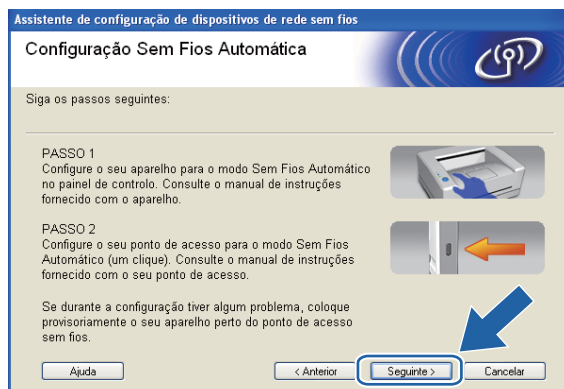 Assistente de configuração de dispositivos de rede sem fios
Configuração Sem Fios Automática
Siga os passos seguintes:
PASSO 1
Configure o seu aparelho para o modo Sem Fios Automático
no painel de controlo. Consulte o manual de instruções
fornecido com o aparelho.
PASSO 2
Configure o seu ponto de acesso para o modo Sem Fios
Automático (um clique). Consulte o manual de instruções
fornecido com o seu ponto de acesso.
Se durante a configuração tiver algum problema, coloque
provisoriamente o seu aparelho perto do ponto de acesso
sem fios.
Ajuda < Anterior Seguinte > Cancelar